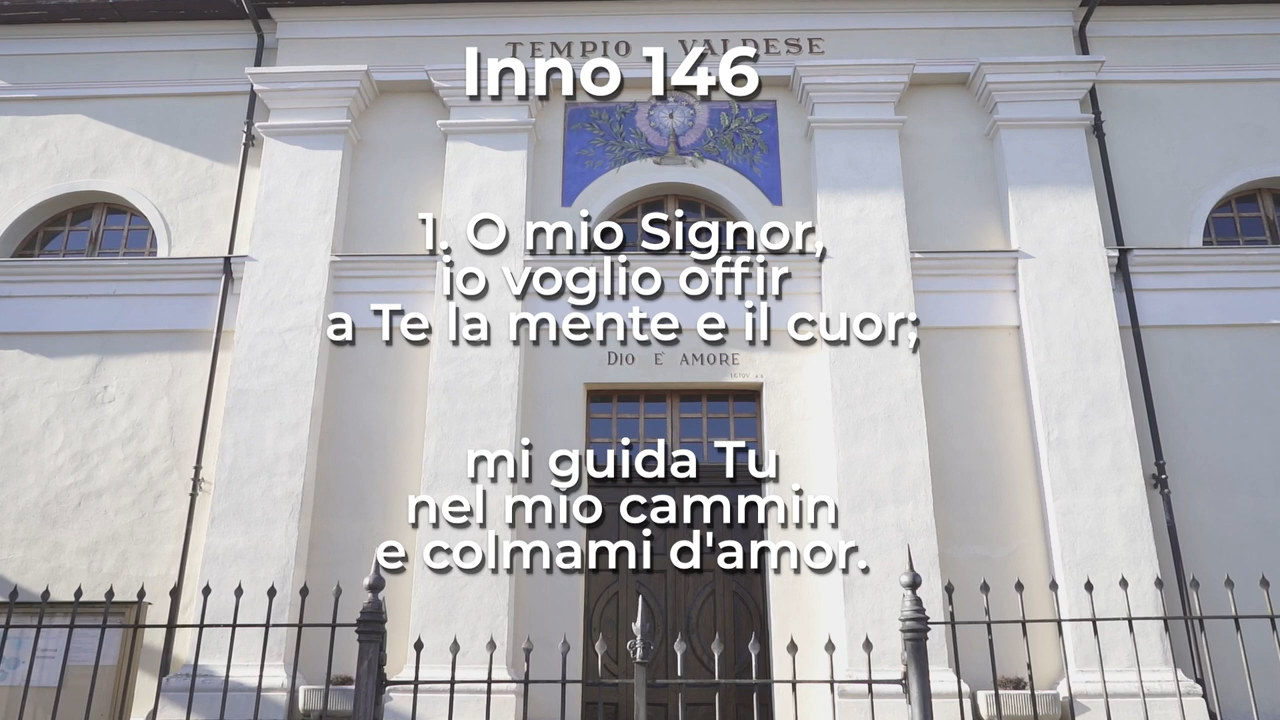 TEMPIO VALDESE
Inno 146
1. O mio Signor,
io voglio offir
a Te la mente e il cuor;
DIO E' AMORE
mi guida Tu
nel mio cammin
e colmami d'amor.